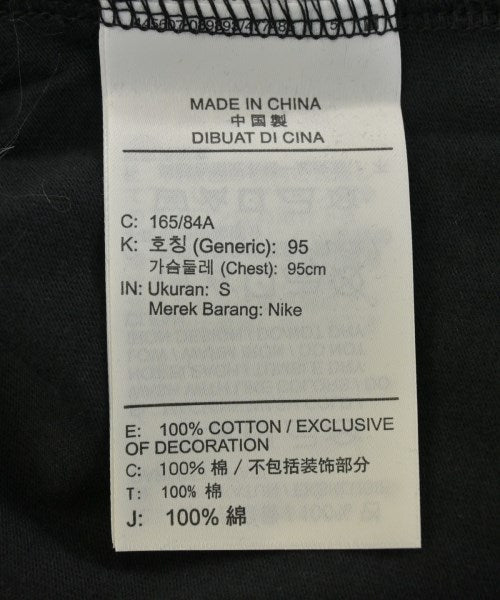 MADE IN CHINA
中国製
DIBUAT DI CINA
C: 165/84A
K: 호칭 (Generic): 95
가슴둘레 (Chest): 95cm
IN: Ukuran: S
Merek Barang: Nike
E: 100% COTTON / EXCLUSIVE
OF DECORATION
C: 100% 棉 / 不包括装饰部分
T: 100% 棉
J: 100% 綿